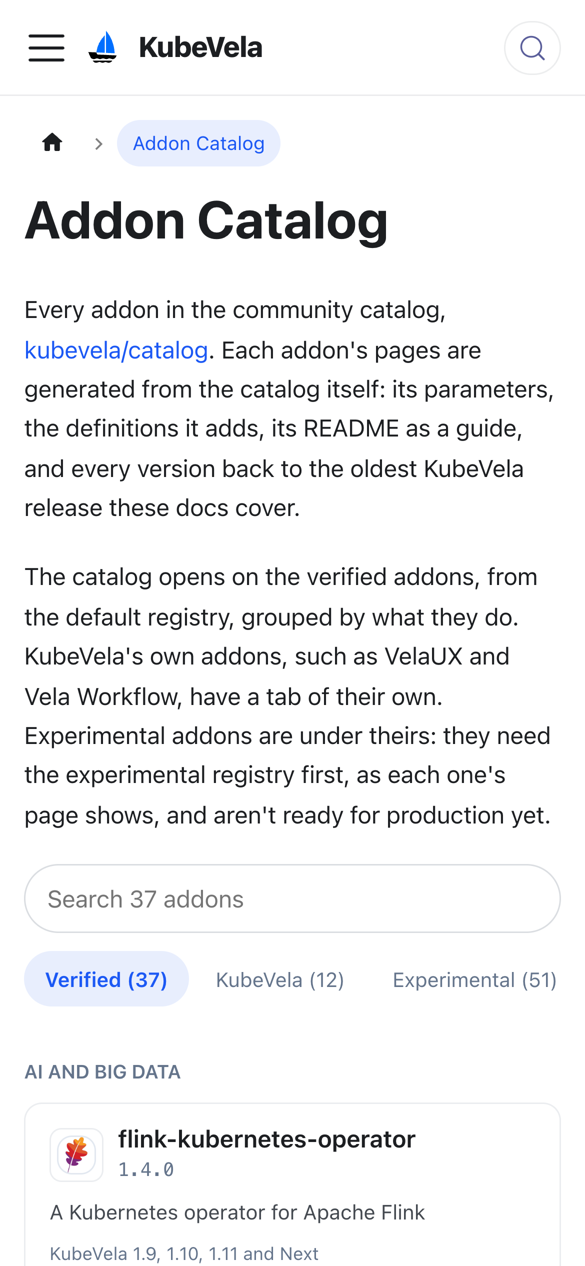 KubeVela
Addon Catalog
Addon Catalog
Every addon in the community catalog,
kubevela/catalog. Each addon's pages are
generated from the catalog itself: its parameters,
the definitions it adds, its README as a guide,
and every version back to the oldest KubeVela
release these docs cover.
The catalog opens on the verified addons, from
the default registry, grouped by what they do.
KubeVela's own addons, such as VelaUX and
Vela Workflow, have a tab of their own.
Experimental addons are under theirs: they need
the experimental registry first, as each one's
page shows, and aren't ready for production yet.
Search 37 addons
Verified (37) KubeVela (12) Experimental (51)
AI AND BIG DATA
flink-kubernetes-operator
1.4.0
A Kubernetes operator for Apache Flink
KubeVela 1.9, 1.10, 1.11 and Next